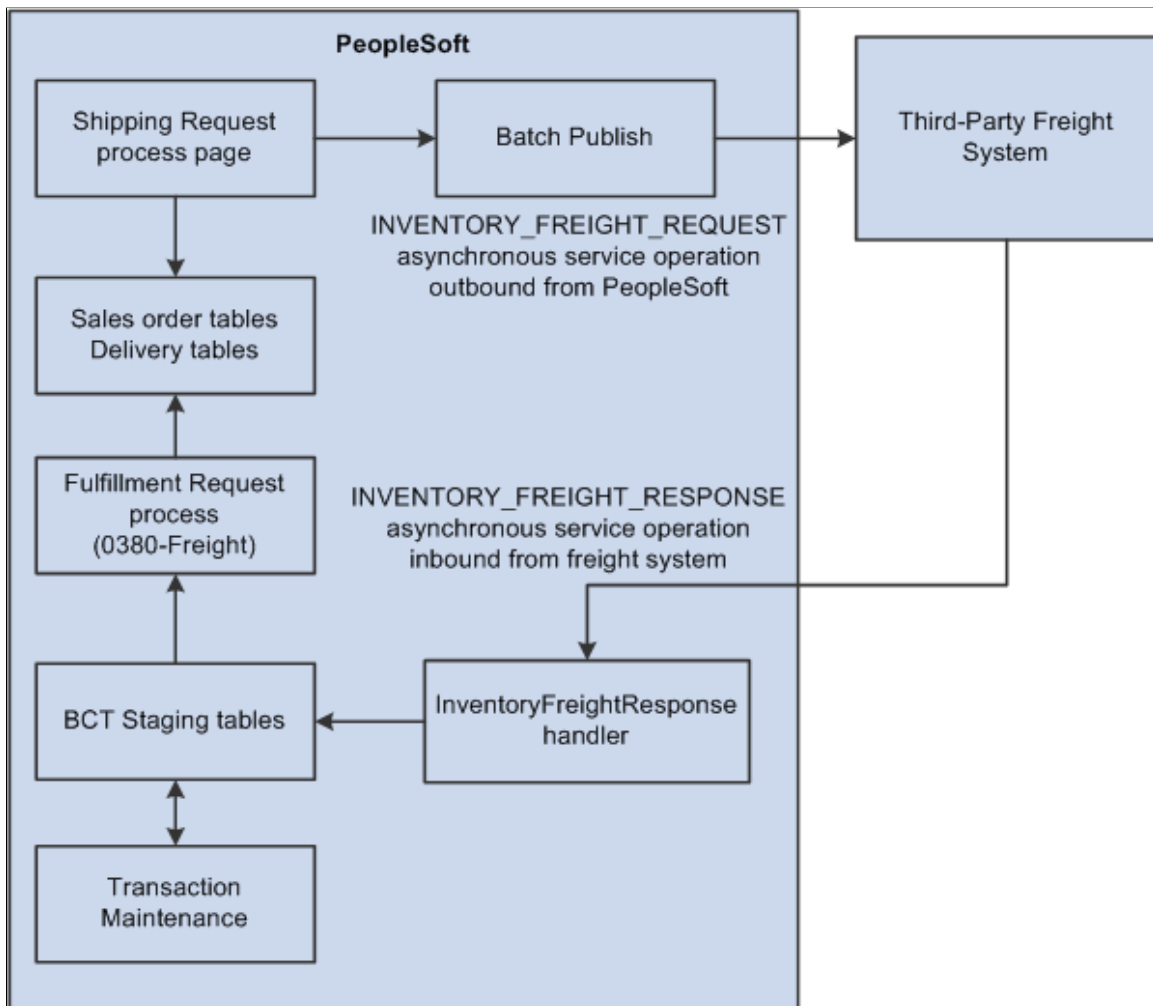 PeopleSoft
Shipping Request
process page
Batch Publish
Third-Party Freight
System
INVENTORY_FREIGHT_REQUEST
asynchronous service operation
outbound from PeopleSoft
Sales order tables
Delivery tables
Fulfillment Request
process
(0380-Freight)
INVENTORY_FREIGHT_RESPONSE
asynchronous service operation
inbound from freight system
BCT Staging tables
InventoryFreightResponse
handler
Transaction
Maintenance